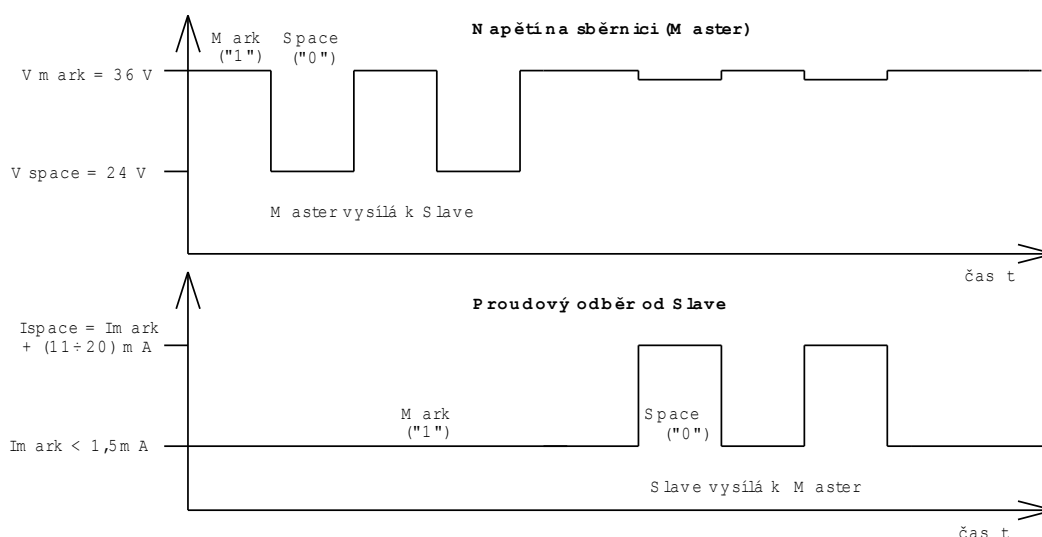 Napětí na sběrnici (Master)
Mark
("1")
Space
("0")
V mark = 36 V
V space = 24 V
Master vysílá k Slave
čas t
Proudový odběr od Slave
Ispace = Imark
+ (11÷20) mA
Mark
("1")
Space
("0")
Imark < 1,5mA
Slave vysílá k Master
čas t